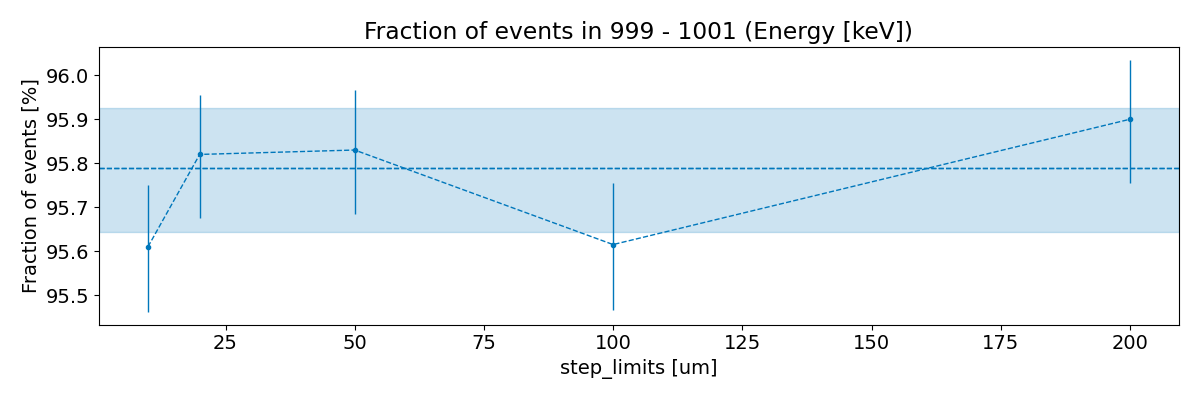 Fraction of events in 999 - 1001 (Energy [keV])
Fraction of events [%]
96.0
95.9
95.8
95.7
95.6
95.5
25 50 75 100 125 150 175 200
step_limits [um]